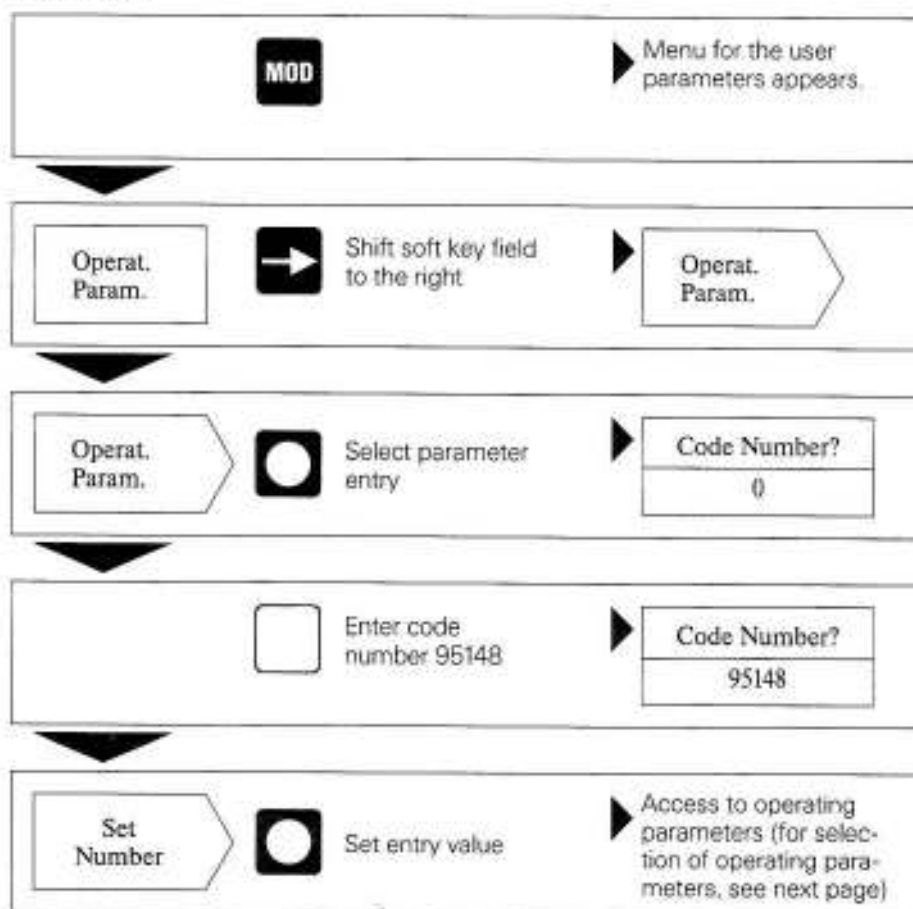 MOD
Menu for the user
parameters appears.
Operat.
Param.
Shift soft key field
to the right
Operat.
Param.
Operat.
Param.
Select parameter
entry
Code Number?
0
Enter code
number 95148
Code Number?
95148
Set
Number
Set entry value
Access to operating
parameters (for selec-
tion of operating para-
meters, see next page)